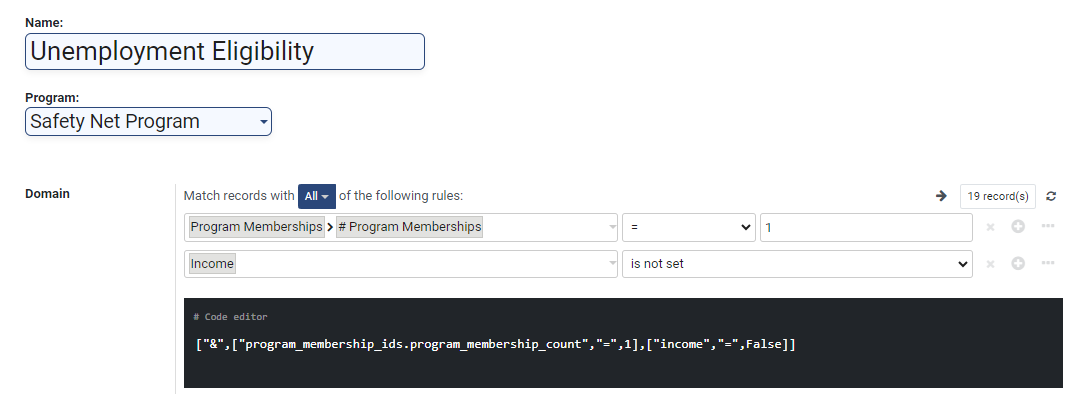 Name:
Unemployment Eligibility
Program:
Safety Net Program
Domain
Match records with All of the following rules:
19 record(s)
Program Memberships > # Program Memberships
=
1
Income
is not set
# Code editor
["&",["program_membership_ids.program_membership_count","=",1],["income","=",False]]